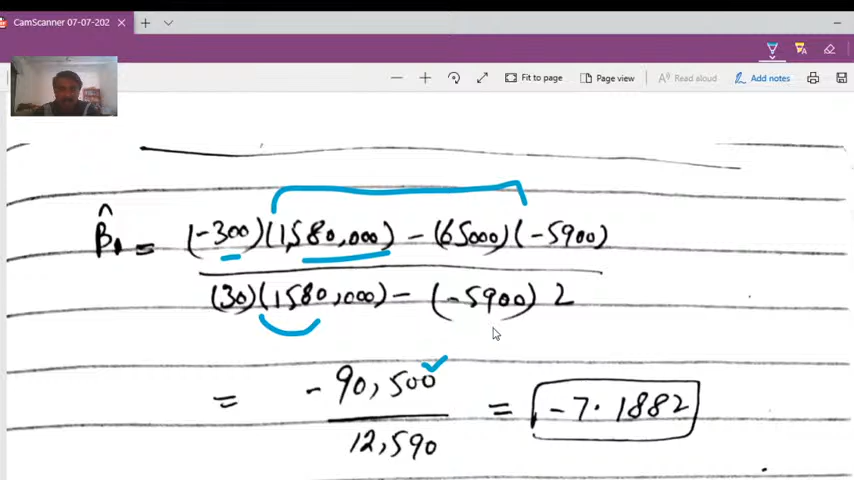 CamScanner 07-07-202
Fit to page
Page view
Read aloud
Add notes
β̂1 = (-300)(1,580,000) - (65000)(-5900)
(30)(1580,000) - (-5900) 2
= -90,500
12,590
= -7.1882